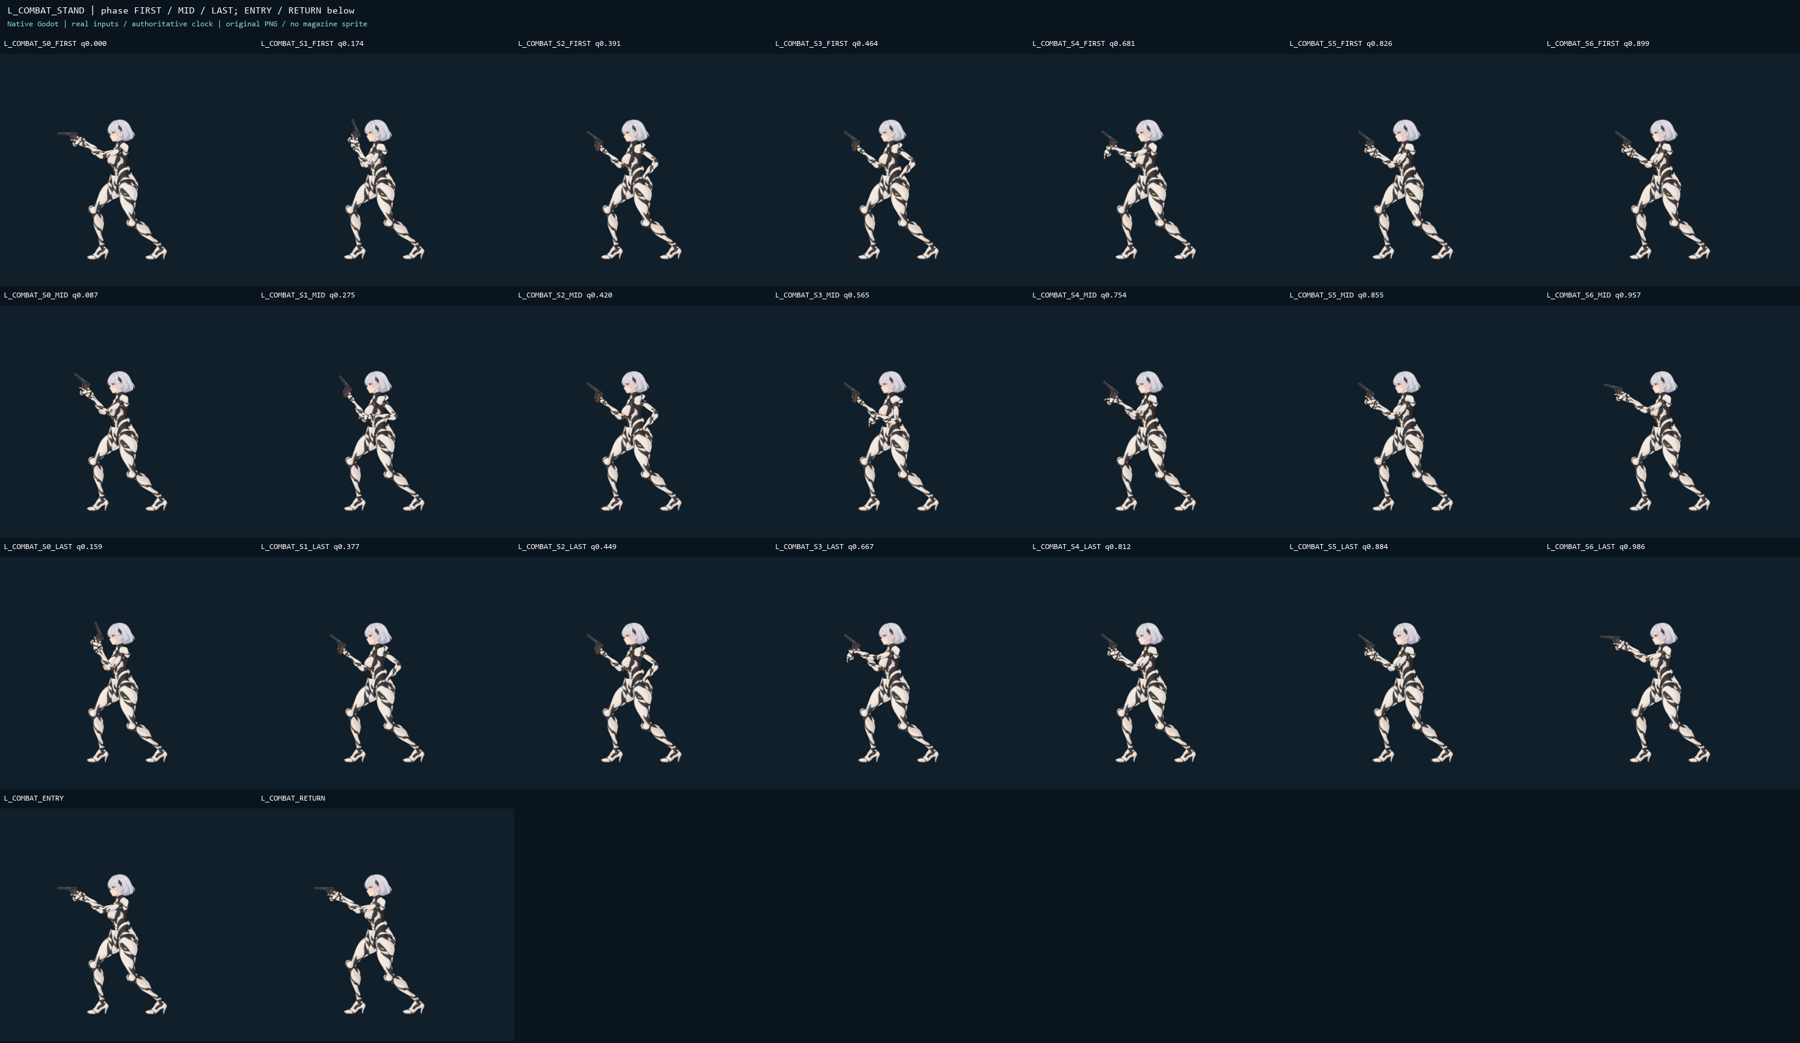 L_COMBAT_STAND | phase FIRST / MID / LAST; ENTRY / RETURN below
Native Godot | real inputs / authoritative clock | original PNG / no magazine sprite
L_COMBAT_S0_FIRST q0.000
L_COMBAT_S1_FIRST q0.174
L_COMBAT_S2_FIRST q0.391
L_COMBAT_S3_FIRST q0.464
L_COMBAT_S4_FIRST q0.681
L_COMBAT_S5_FIRST q0.826
L_COMBAT_S6_FIRST q0.899
L_COMBAT_S0_MID q0.087
L_COMBAT_S1_MID q0.275
L_COMBAT_S2_MID q0.420
L_COMBAT_S3_MID q0.565
L_COMBAT_S4_MID q0.754
L_COMBAT_S5_MID q0.855
L_COMBAT_S6_MID q0.957
L_COMBAT_S0_LAST q0.159
L_COMBAT_S1_LAST q0.377
L_COMBAT_S2_LAST q0.449
L_COMBAT_S3_LAST q0.667
L_COMBAT_S4_LAST q0.812
L_COMBAT_S5_LAST q0.884
L_COMBAT_S6_LAST q0.986
L_COMBAT_ENTRY
L_COMBAT_RETURN